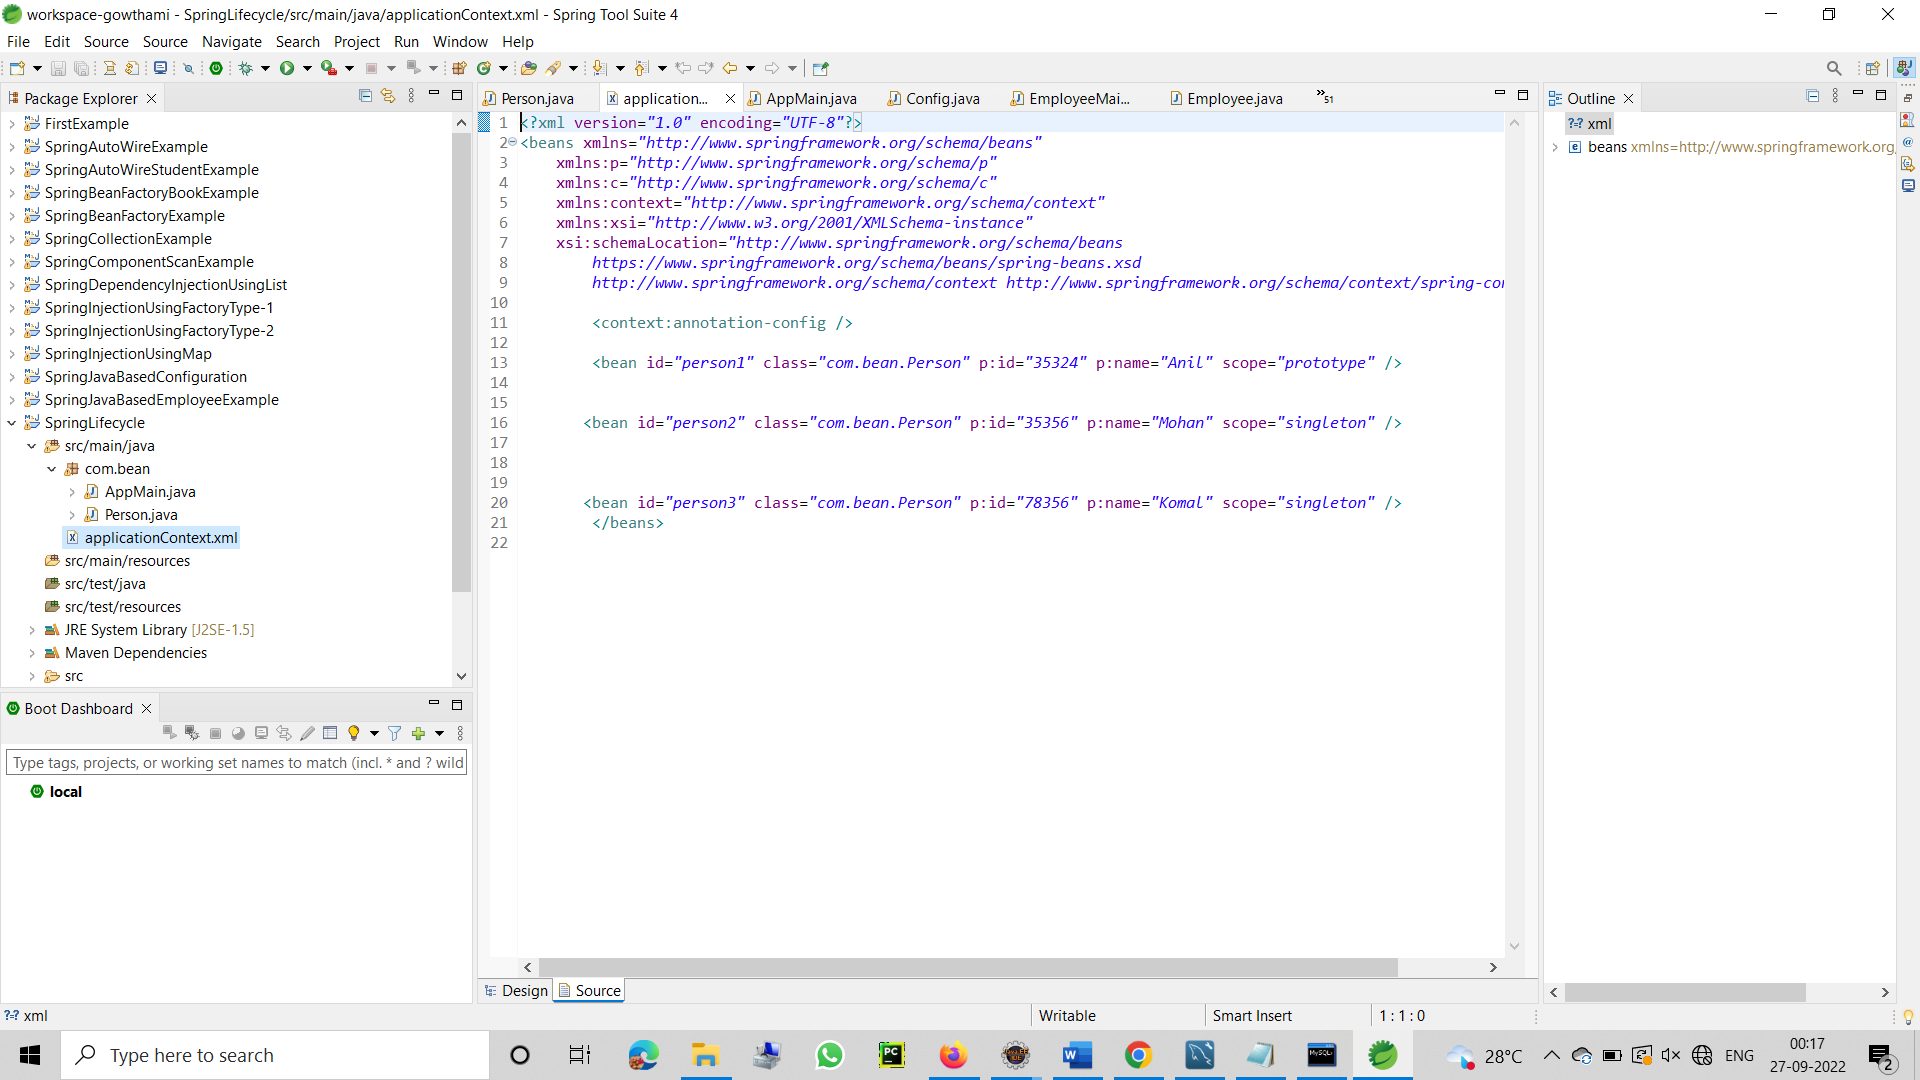 workspace-gowthami - SpringLifecycle/src/main/java/applicationContext.xml - Spring Tool Suite 4
File Edit Source Source Navigate Search Project Run Window Help
Package Explorer
FirstExample
SpringAutoWireExample
SpringAutoWireStudentExample
SpringBeanFactoryBookExample
SpringBeanFactoryExample
SpringCollectionExample
SpringComponentScanExample
SpringDependencyInjectionUsingList
SpringInjectionUsingFactoryType-1
SpringInjectionUsingFactoryType-2
SpringInjectionUsingMap
SpringJavaBasedConfiguration
SpringJavaBasedEmployeeExample
SpringLifecycle
src/main/java
com.bean
AppMain.java
Person.java
applicationContext.xml
src/main/resources
src/test/java
src/test/resources
JRE System Library [J2SE-1.5]
Maven Dependencies
src
Boot Dashboard
Type tags, projects, or working set names to match (incl. * and ? wild
local
Person.java application... AppMain.java Config.java EmployeeMai... Employee.java »51
1 <?xml version="1.0" encoding="UTF-8"?>
2 <beans xmlns="http://www.springframework.org/schema/beans"
3 xmlns:p="http://www.springframework.org/schema/p"
4 xmlns:c="http://www.springframework.org/schema/c"
5 xmlns:context="http://www.springframework.org/schema/context"
6 xmlns:xsi="http://www.w3.org/2001/XMLSchema-instance"
7 xsi:schemaLocation="http://www.springframework.org/schema/beans
8 https://www.springframework.org/schema/beans/spring-beans.xsd
9 http://www.springframework.org/schema/context http://www.springframework.org/schema/context/spring-con
10
11 <context:annotation-config />
12
13 <bean id="person1" class="com.bean.Person" p:id="35324" p:name="Anil" scope="prototype" />
14
15
16 <bean id="person2" class="com.bean.Person" p:id="35356" p:name="Mohan" scope="singleton" />
17
18
19
20 <bean id="person3" class="com.bean.Person" p:id="78356" p:name="Komal" scope="singleton" />
21 </beans>
22
Design Source
Outline
?-? xml
beans xmlns=http://www.springframework.org
?-? xml
Writable
Smart Insert
1 : 1 : 0
Type here to search
PC
Java EE
IDE
W
MySQL
28°C
ENG
00:17
27-09-2022
2